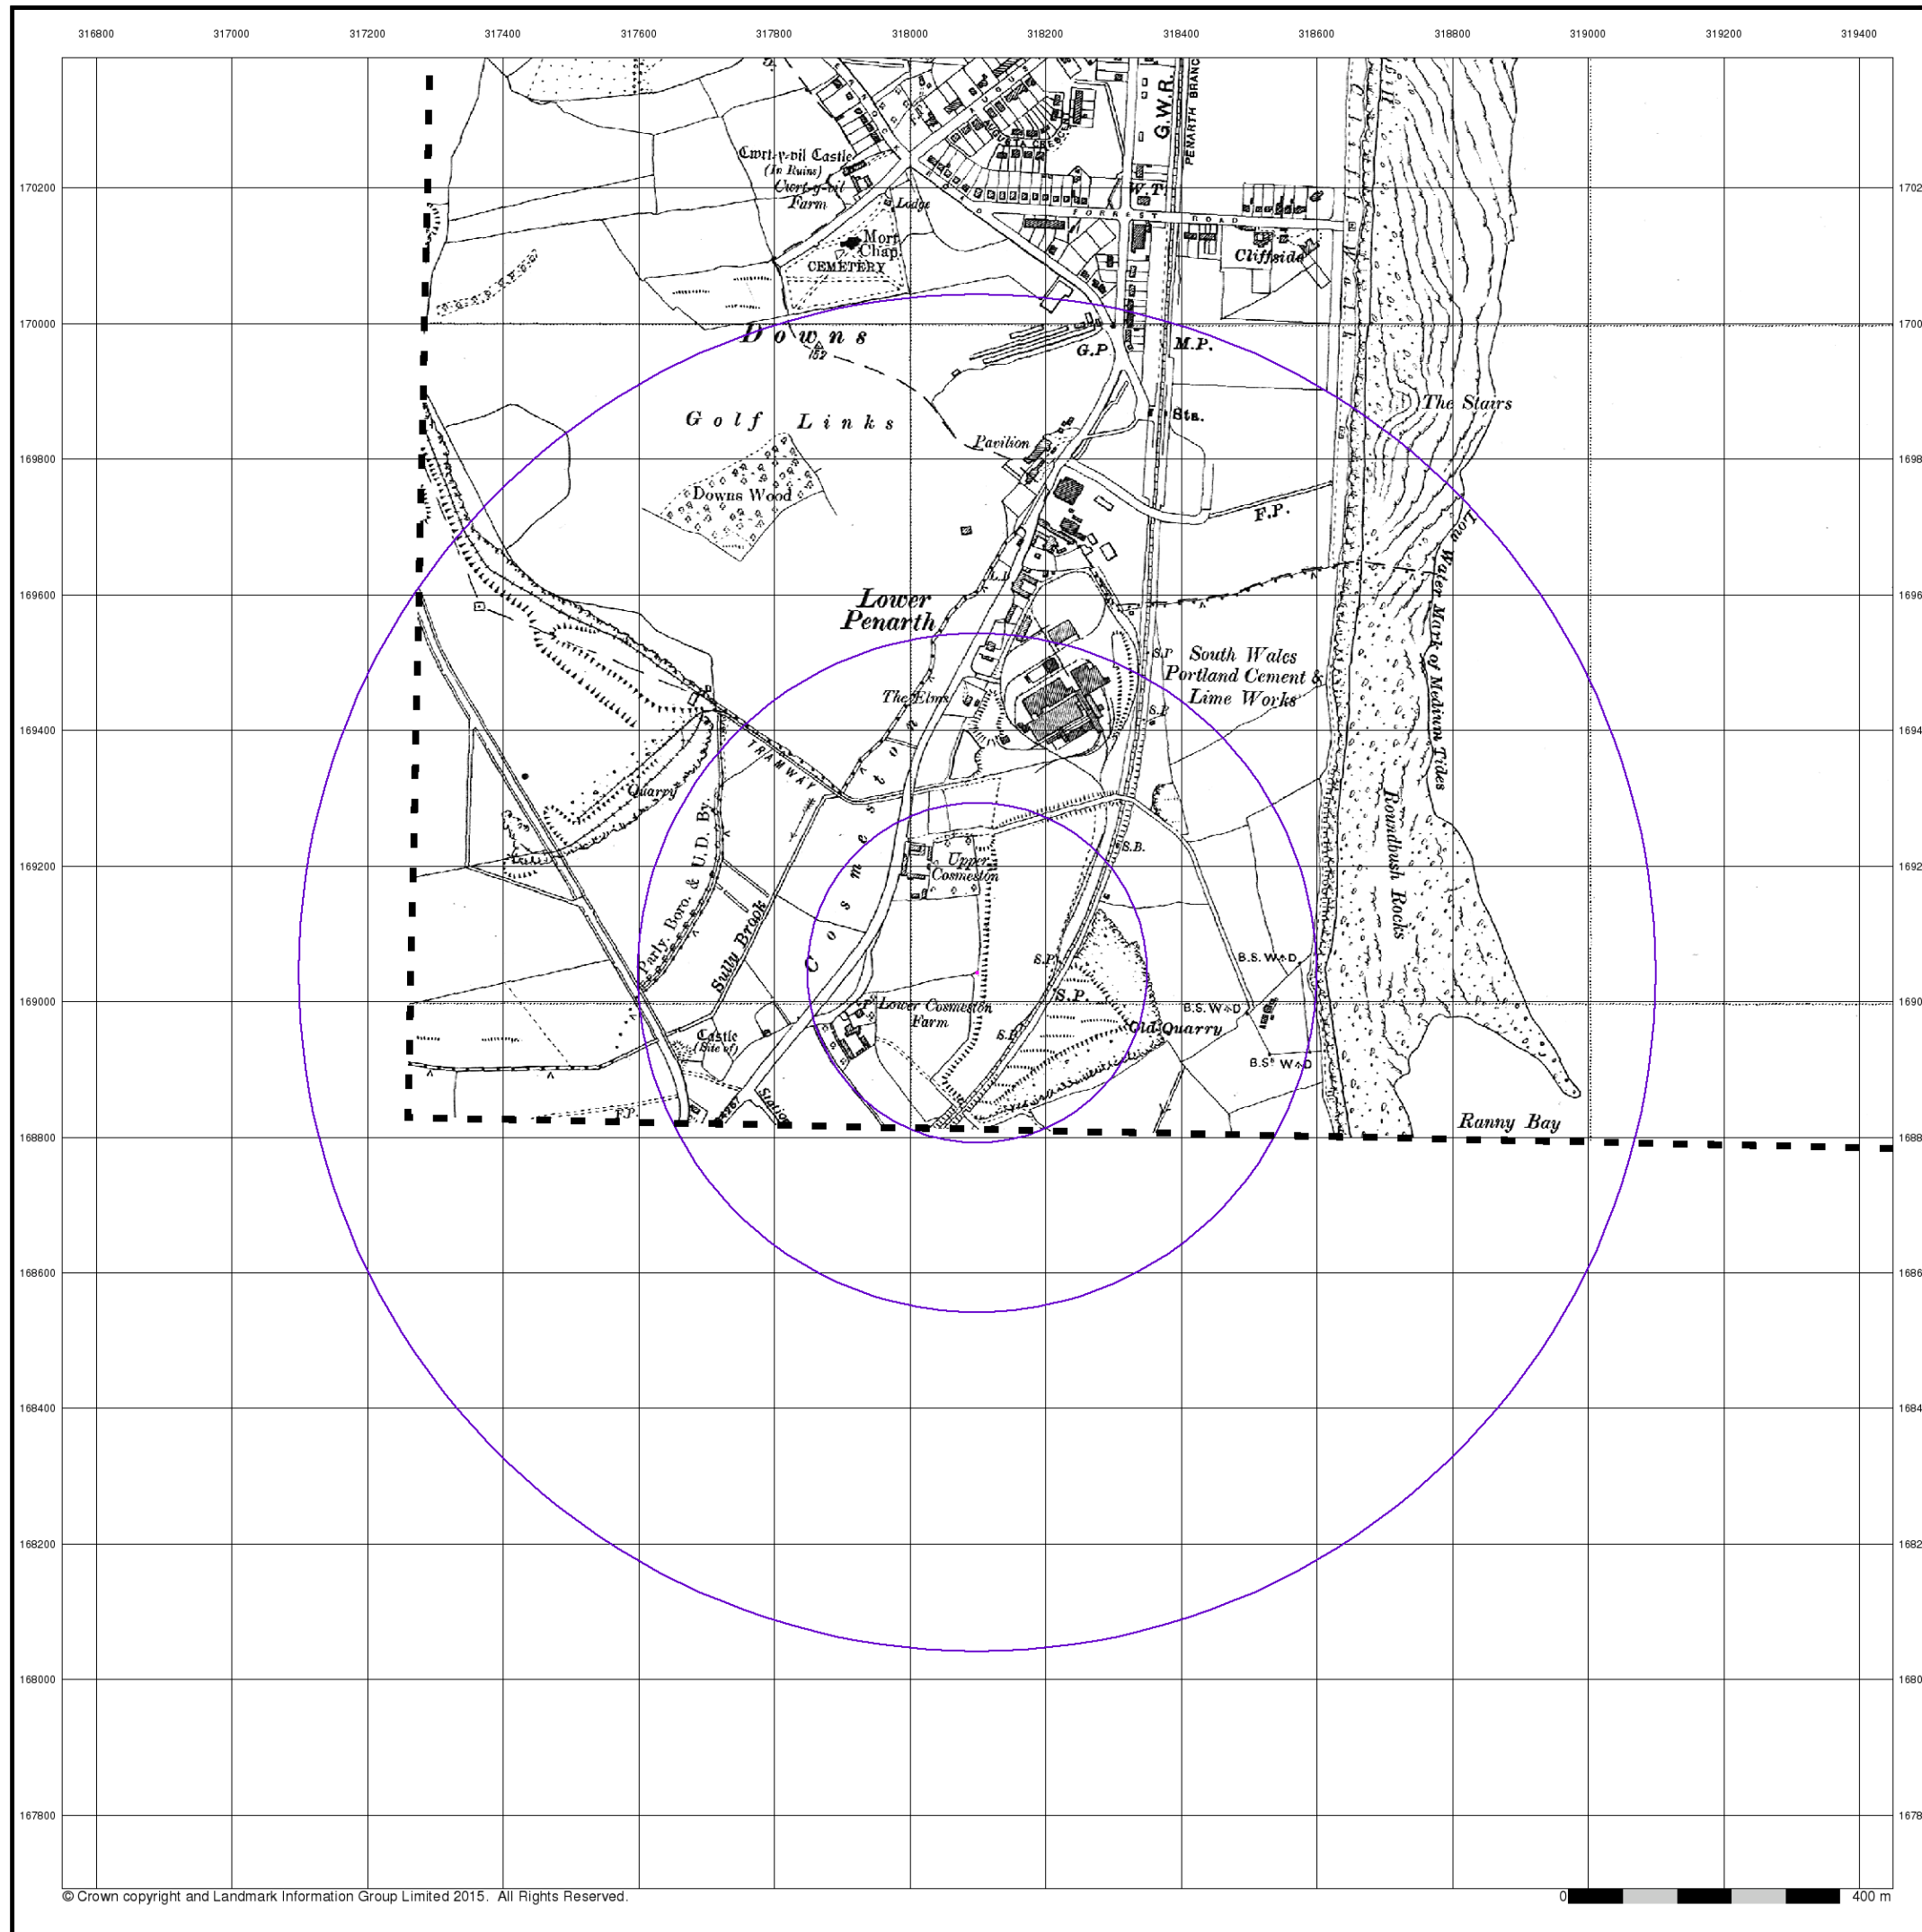 316800 317000 317200 317400 317600 317800 318000 318200 318400 318600 318800 319000 319200 319400
170200
170000
169800
169600
169400
169200
169000
168800
168600
168400
168200
168000
167800
G.W.R.
PENARTH BRANC
AUGUSTA CRESCENT
Cwrt-y-vil Castle
(In Ruins)
Cwrt-y-vil
Farm
Lodge
Mort
Chap.
CEMETERY
W.T.
FORREST ROAD
Cliffside
Cliff Walk
Downs
152
G.P.
M.P.
Golf Links
Sta.
The Stairs
Pavilion
Downs Wood
F.P.
Low Water Mark of Medium Tides
Lower
Penarth
S.P.
South Wales
Portland Cement &
Lime Works
The Elms
S.P.
TRAMWAY
Quarry
Parly. Boro. & U.D. By.
Cosmeston
Roundbush Rocks
S.B.
Upper
Cosmeston
Sully Brook
S.P.
B.S. W↑D
S.P.
B.S. W↑D
Lower Cosmeston
Farm
S.P.
Old Quarry
Castle
(Site of)
B.S. W↑D
F.P.
Station
Ranny Bay
© Crown copyright and Landmark Information Group Limited 2015. All Rights Reserved.
0 400 m